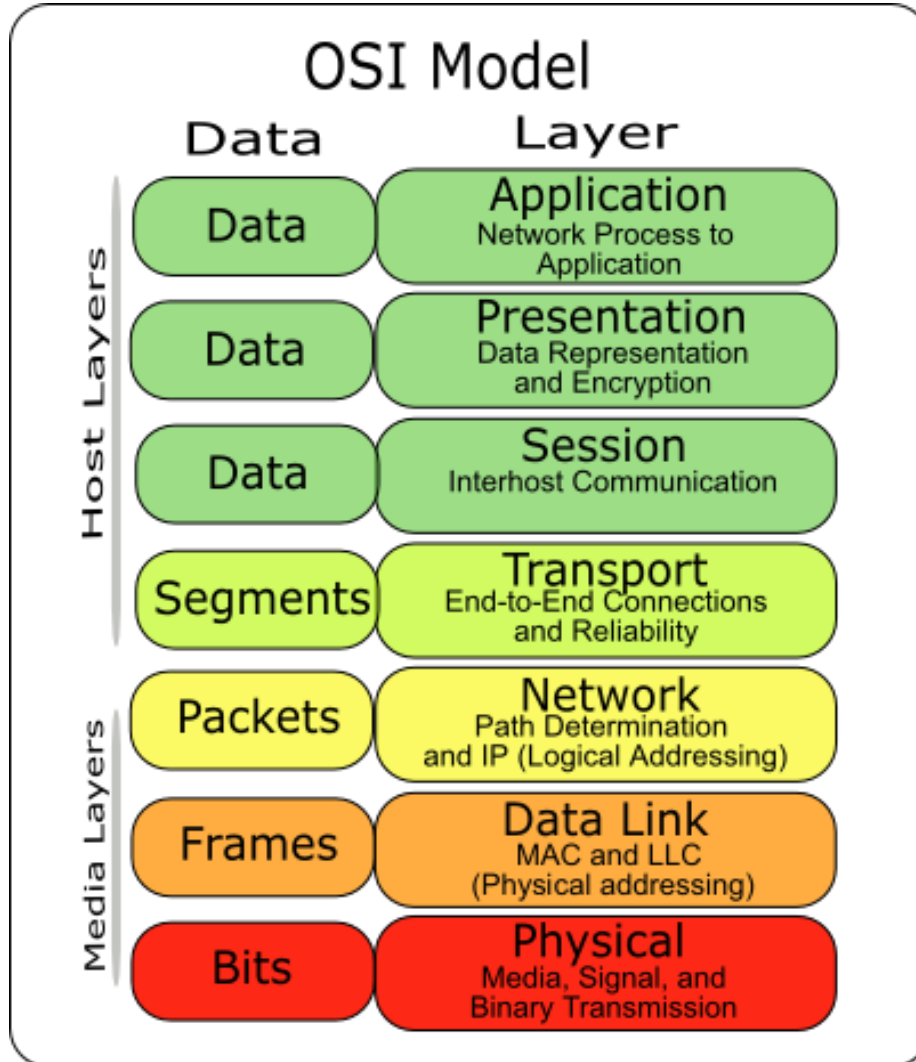 OSI Model
Data
Layer
Host Layers
Data
Application
Network Process to
Application
Data
Presentation
Data Representation
and Encryption
Data
Session
Interhost Communication
Segments
Transport
End-to-End Connections
and Reliability
Media Layers
Packets
Network
Path Determination
and IP (Logical Addressing)
Frames
Data Link
MAC and LLC
(Physical addressing)
Bits
Physical
Media, Signal, and
Binary Transmission